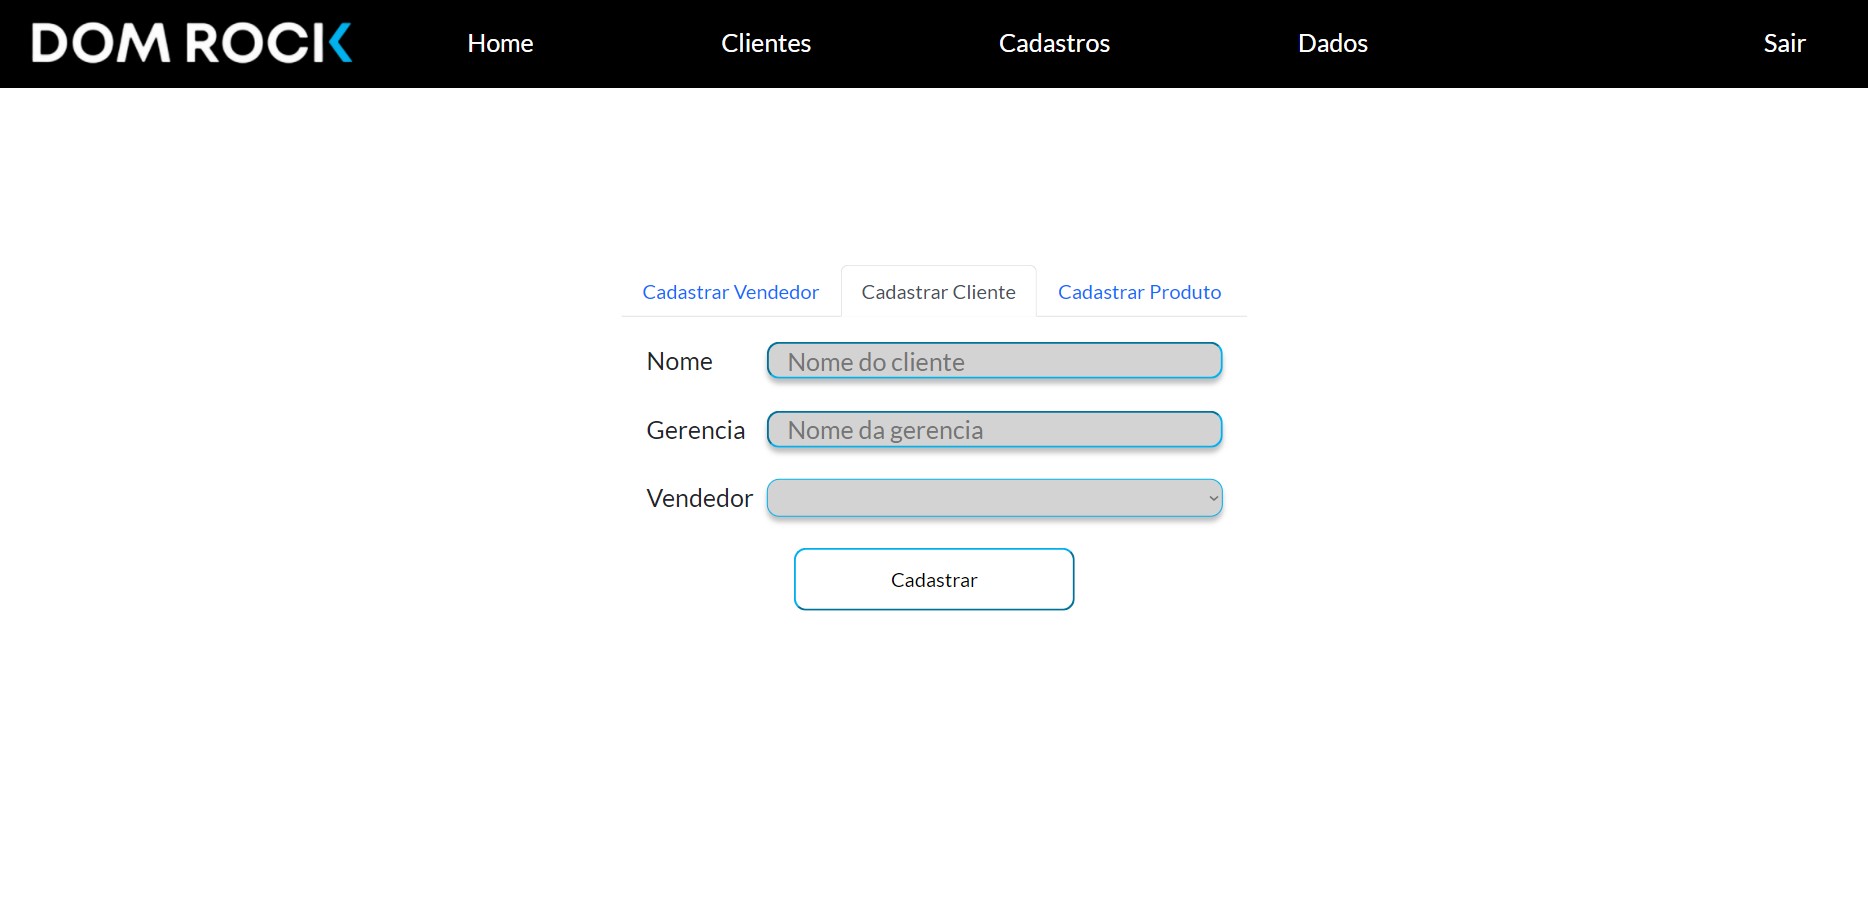 DOM ROCK Home Clientes Cadastros Dados Sair
Cadastrar Vendedor Cadastrar Cliente Cadastrar Produto
Nome Nome do cliente
Gerencia Nome da gerencia
Vendedor
Cadastrar